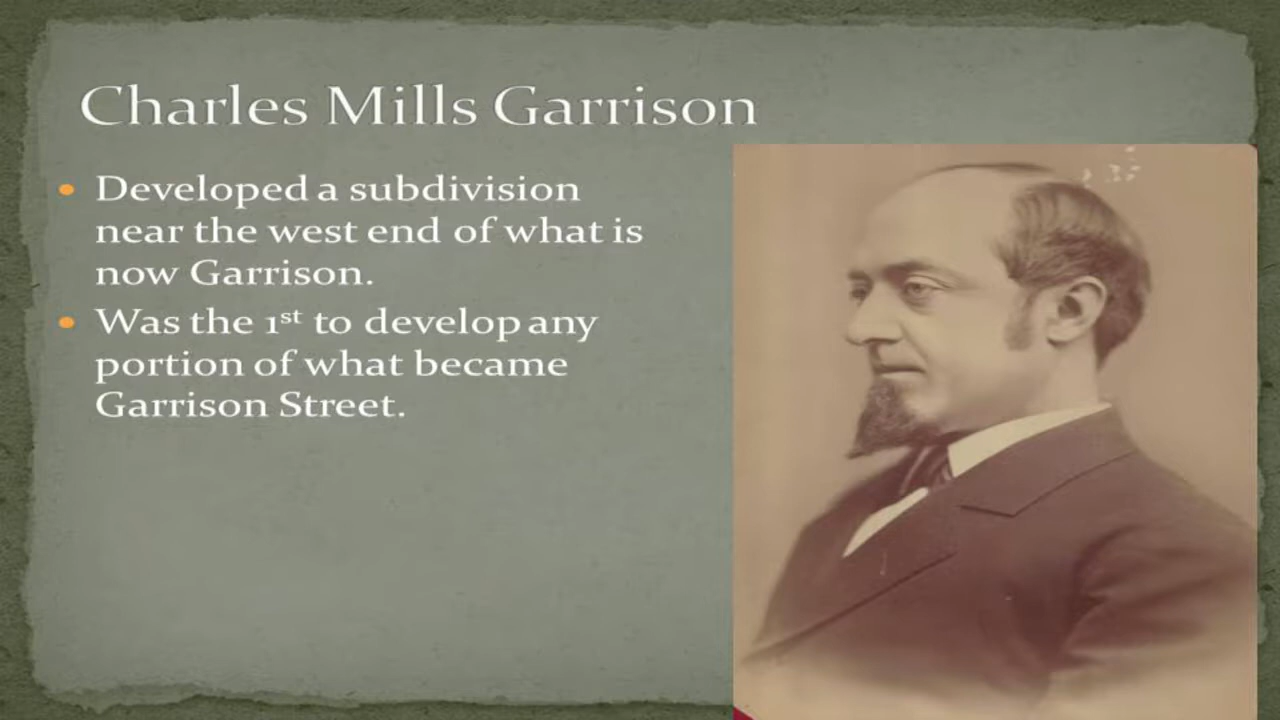 Charles Mills Garrison
• Developed a subdivision
near the west end of what is
now Garrison.
• Was the 1st to develop any
portion of what became
Garrison Street.